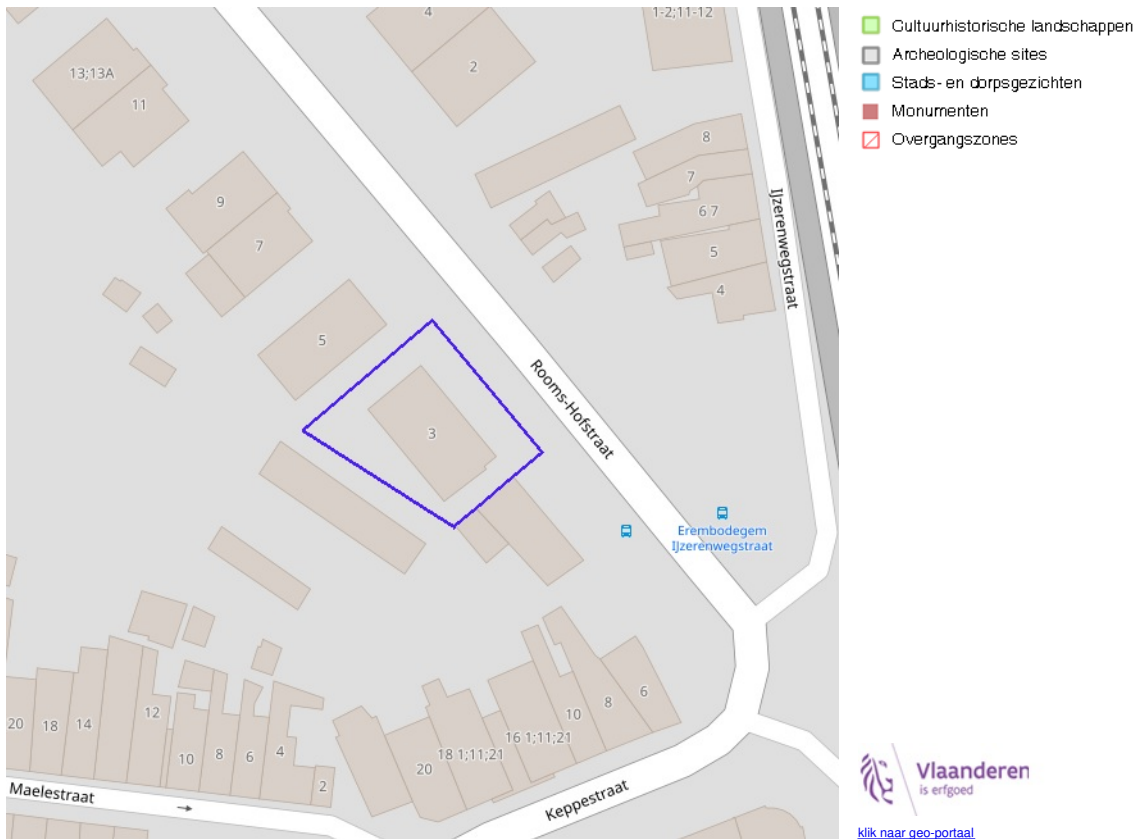 4
1-2;11-12
13;13A
2
11
8
7
9
6 7
7
5
4
IJzerenwegstraat
5
Rooms-Hofstraat
3
Erembodegem
IJzerenwegstraat
6
10
8
12
20
18
14
18 1;11;21
16 1;11;21
10
8
6
4
20
2
Maelestraat
Keppestraat
Cultuurhistorische landschappen
Archeologische sites
Stads- en dorpsgezichten
Monumenten
Overgangszones
Vlaanderen
is erfgoed
klik naar geo-portaal